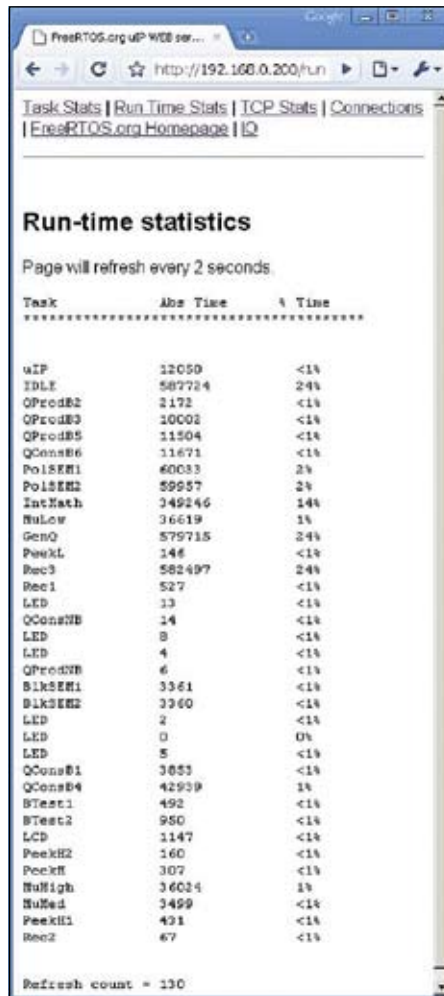 Google
FreeRTOS.org uIP WEB ser...
http://192.168.0.200/run
Task Stats | Run Time Stats | TCP Stats | Connections
| FreeRTOS.org Homepage | IO
Run-time statistics
Page will refresh every 2 seconds.
Task Abs Time % Time
****************************************
uIP 12050 <1%
IDLE 587724 24%
QProdB2 2172 <1%
QProdB3 10002 <1%
QProdB5 11504 <1%
QConsB6 11671 <1%
PolSEM1 60033 2%
PolSEM2 59957 2%
IntMath 349246 14%
MuLow 36619 1%
GenQ 579715 24%
PeekL 146 <1%
Rec3 582497 24%
Rec1 527 <1%
LED 13 <1%
QConsNB 14 <1%
LED 8 <1%
LED 4 <1%
QProdNB 6 <1%
BlkSEM1 3361 <1%
BlkSEM2 3360 <1%
LED 2 <1%
LED 0 0%
LED 5 <1%
QConsB1 3853 <1%
QConsB4 42939 1%
BTest1 492 <1%
BTest2 950 <1%
LCD 1147 <1%
PeekH2 160 <1%
PeekM 307 <1%
MuHigh 36024 1%
MuMed 3499 <1%
PeekH1 431 <1%
Rec2 67 <1%
Refresh count = 130